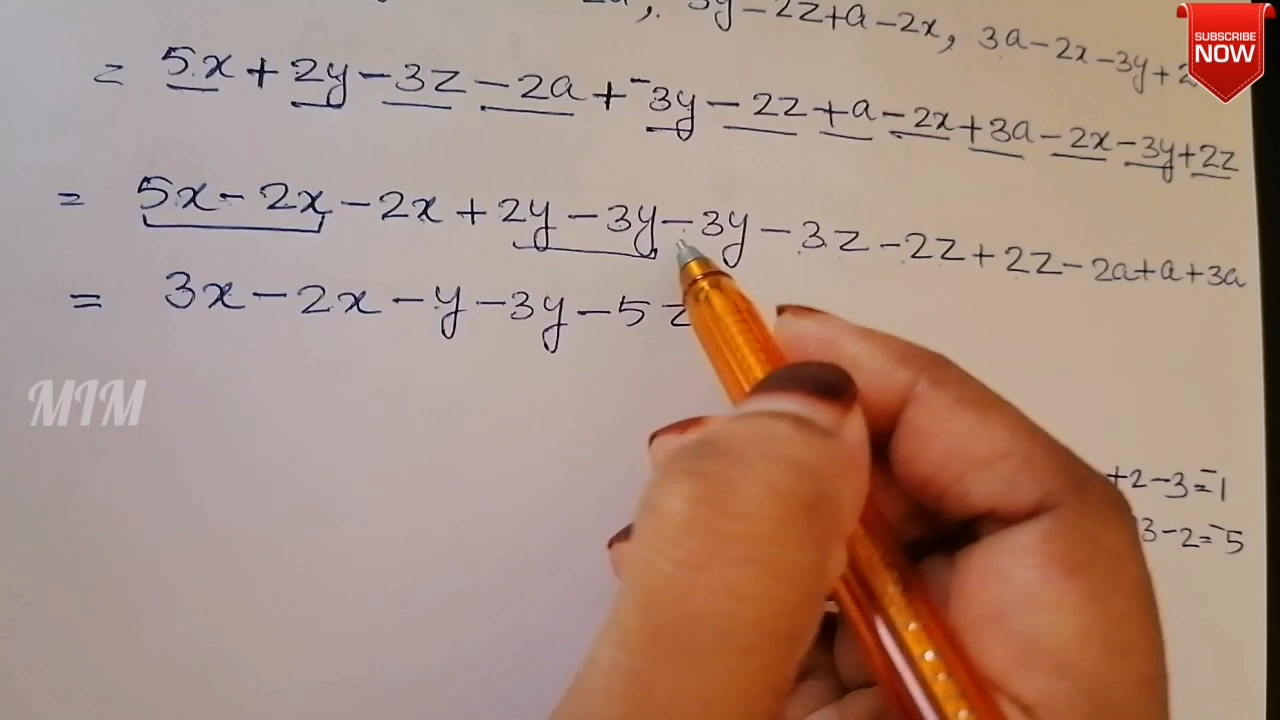 , 3y-2z+a-2x, 3a-2x-3y+2
SUBSCRIBE
NOW
= 5x+2y-3z-2a+-3y-2z+a-2x+3a-2x-3y+2z
= 5x-2x-2x+2y-3y-3y-3z-2z+2z-2a+a+3a
= 3x-2x-y-3y-5z
MIM
+2-3=-1
3-2=-5